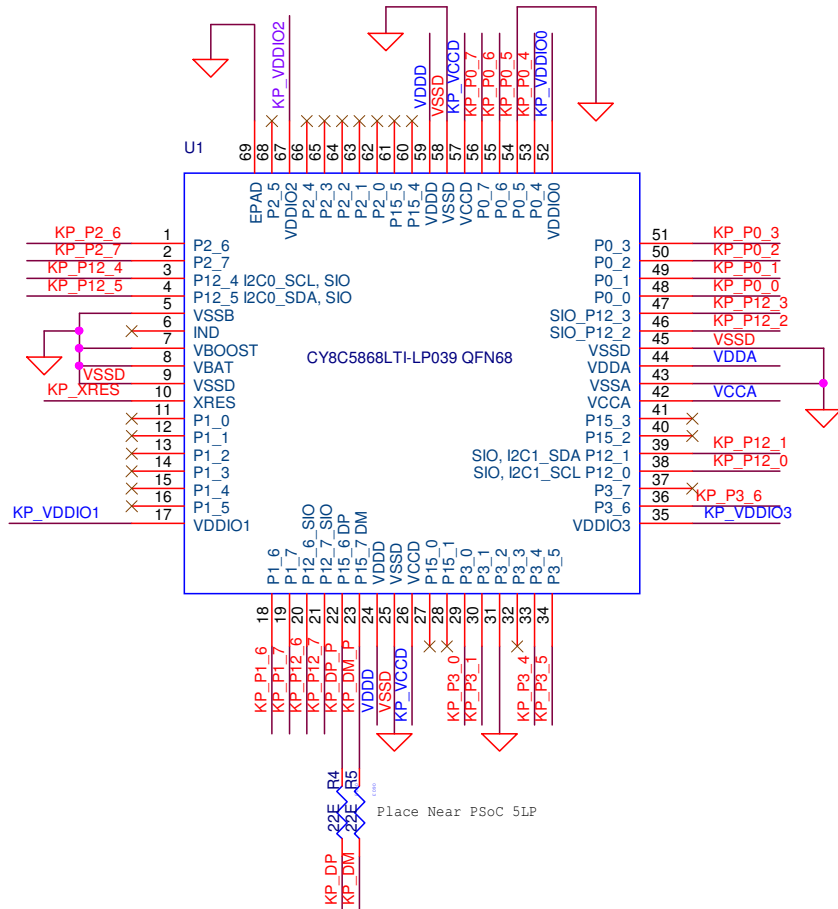 KP_VDDIO2
VDDD
VSSD
KP_VCCD
KP_P0_7
KP_P0_6
KP_P0_5
KP_P0_4
KP_VDDIO0
U1
69
68
67
66
65
64
63
62
61
60
59
58
57
56
55
54
53
52
EPAD
P2_5
VDDIO2
P2_4
P2_3
P2_2
P2_1
P2_0
P15_5
P15_4
VDDD
VSSD
VCCD
P0_7
P0_6
P0_5
P0_4
VDDIO0
KP_P2_6 1 P2_6
KP_P2_7 2 P2_7
KP_P12_4 3 P12_4 I2C0_SCL, SIO
KP_P12_5 4 P12_5 I2C0_SDA, SIO
5 VSSB
6 IND
7 VBOOST
8 VBAT
VSSD 9 VSSD
KP_XRES 10 XRES
11 P1_0
12 P1_1
13 P1_2
14 P1_3
15 P1_4
16 P1_5
KP_VDDIO1 17 VDDIO1
CY8C5868LTI-LP039 QFN68
P0_3 51 KP_P0_3
P0_2 50 KP_P0_2
P0_1 49 KP_P0_1
P0_0 48 KP_P0_0
SIO_P12_3 47 KP_P12_3
SIO_P12_2 46 KP_P12_2
VSSD 45 VSSD
VDDA 44 VDDA
VSSA 43
VCCA 42 VCCA
P15_3 41
P15_2 40
SIO, I2C1_SDA P12_1 39 KP_P12_1
SIO, I2C1_SCL P12_0 38 KP_P12_0
P3_7 37
P3_6 36 KP_P3_6
VDDIO3 35 KP_VDDIO3
P1_6
P1_7
P12_6_SIO
P12_7_SIO
P15_6 DP
P15_7 DM
VDDD
VSSD
VCCD
P15_0
P15_1
P3_0
P3_1
P3_2
P3_3
P3_4
P3_5
18
19
20
21
22
23
24
25
26
27
28
29
30
31
32
33
34
KP_P1_6
KP_P1_7
KP_P12_6
KP_P12_7
KP_DP_P
KP_DM_P
VDDD
VSSD
KP_VCCD
KP_P3_0
KP_P3_1
KP_P3_4
KP_P3_5
R4
R5
22E
22E
Place Near PSoC 5LP
KP_DP
KP_DM